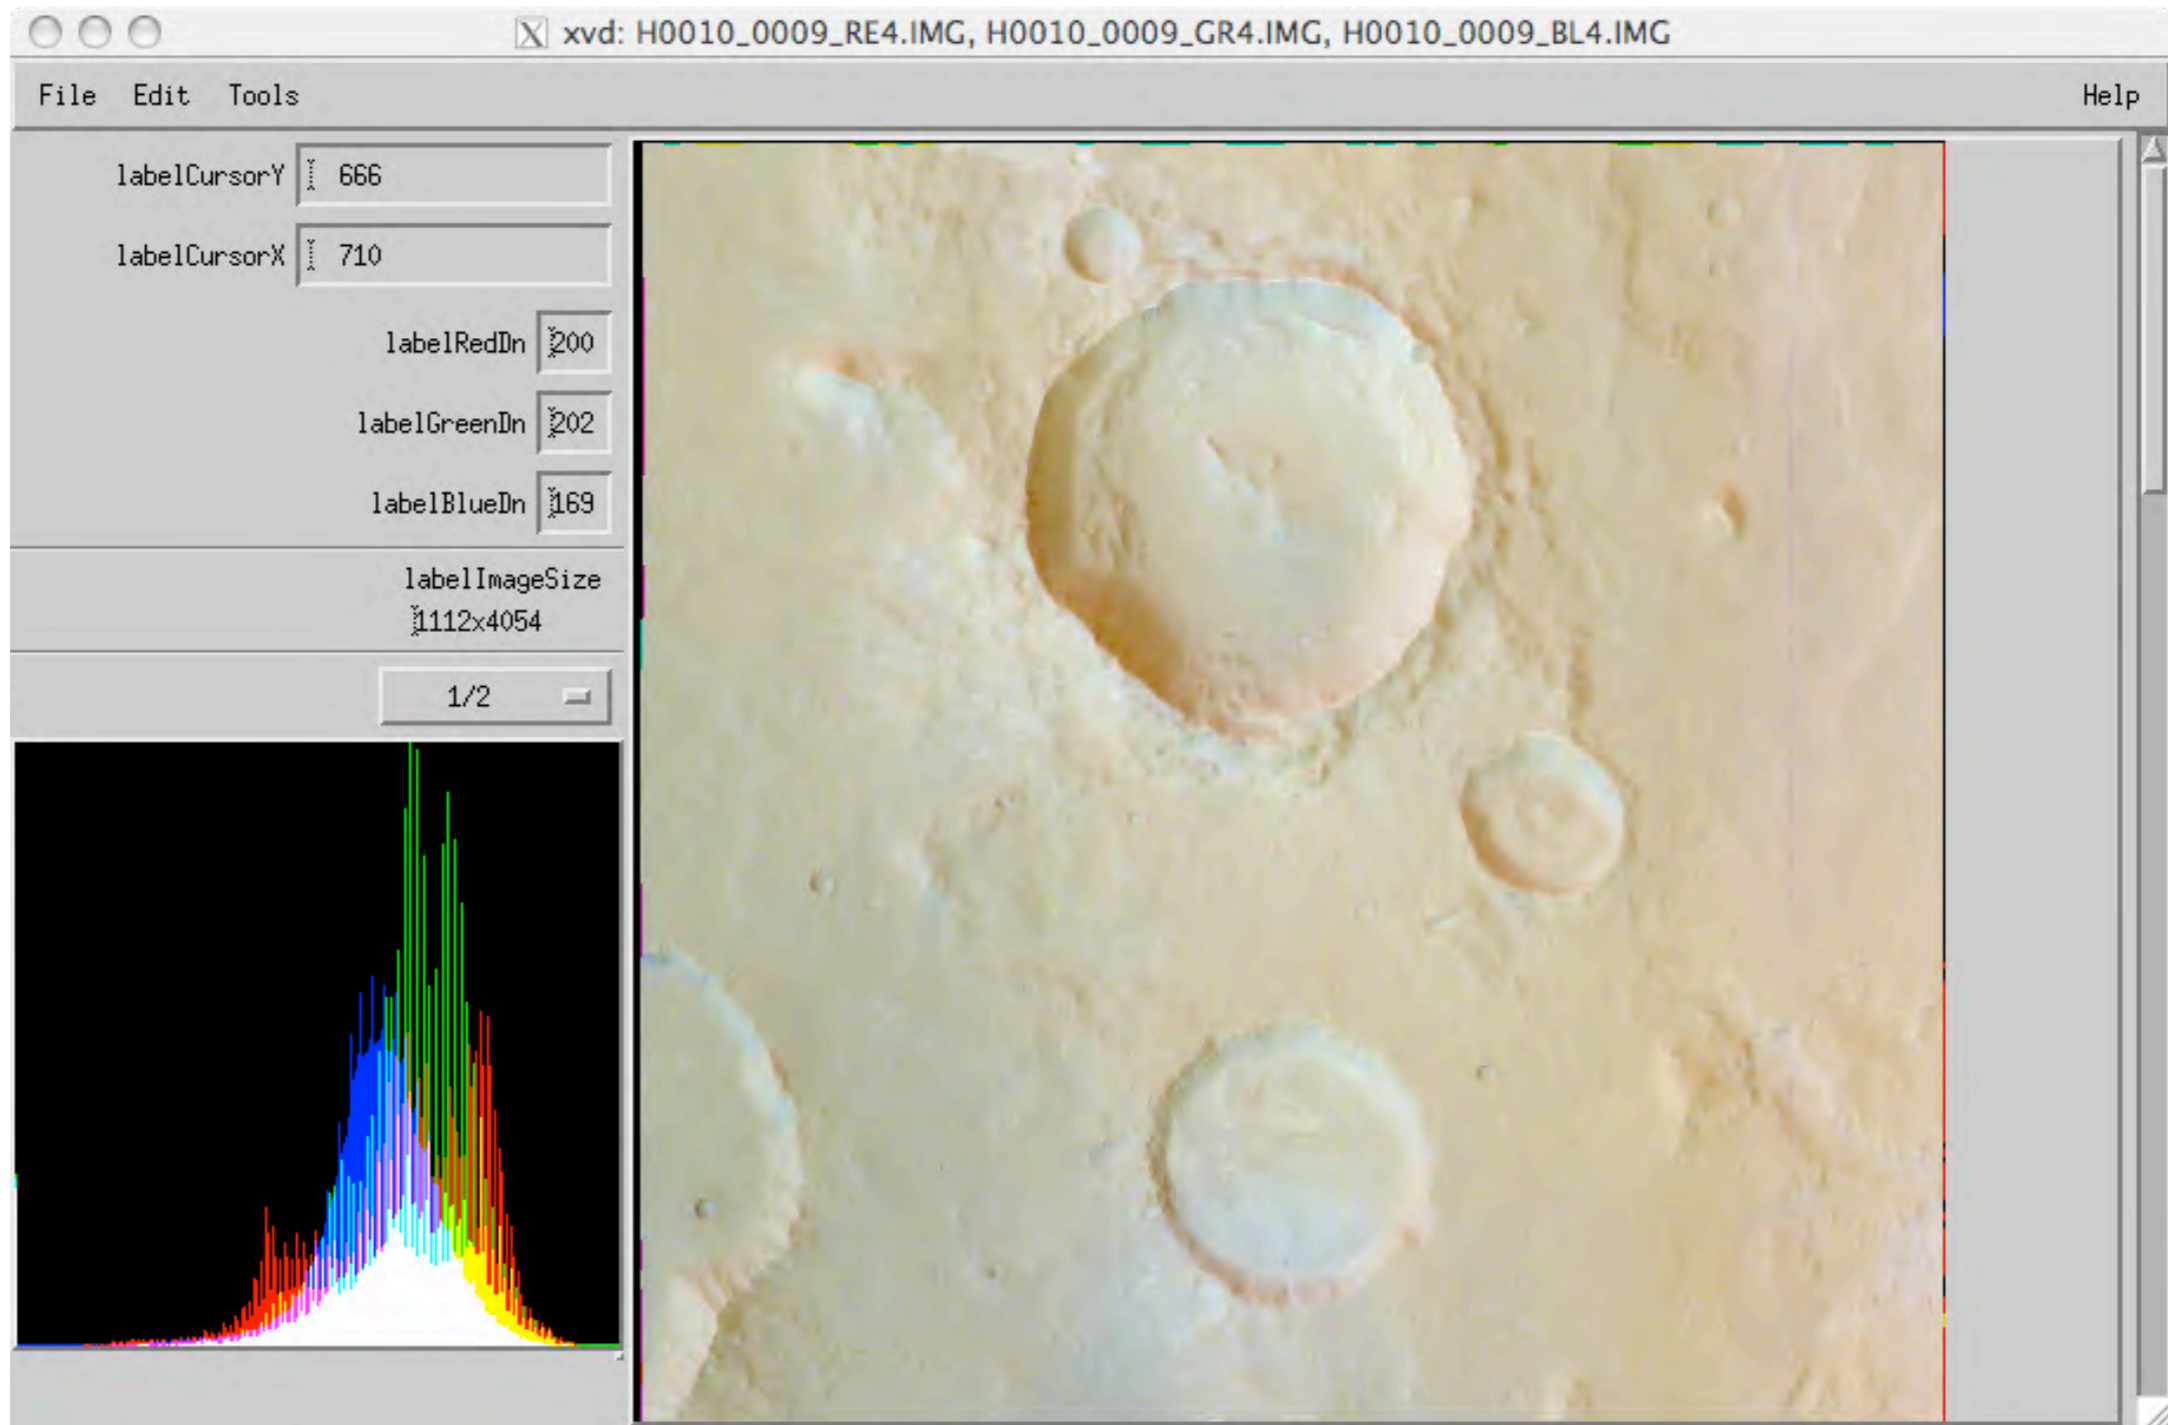 xvd: H0010_0009_RE4.IMG, H0010_0009_GR4.IMG, H0010_0009_BL4.IMG
File Edit Tools Help
labelCursorY 666
labelCursorX 710
labelRedDn 200
labelGreenDn 202
labelBlueDn 169
labelImageSize
1112x4054
1/2